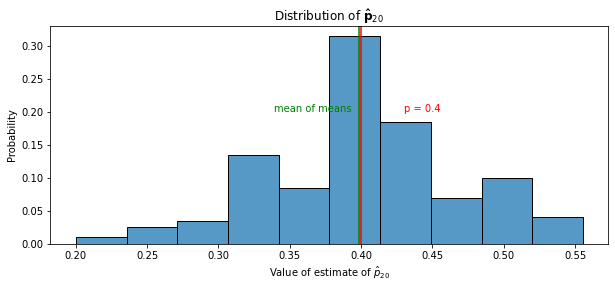 Distribution of p̂₂₀
Probability
0.30
0.25
0.20
0.15
0.10
0.05
0.00
mean of means
p = 0.4
0.20 0.25 0.30 0.35 0.40 0.45 0.50 0.55
Value of estimate of p̂₂₀